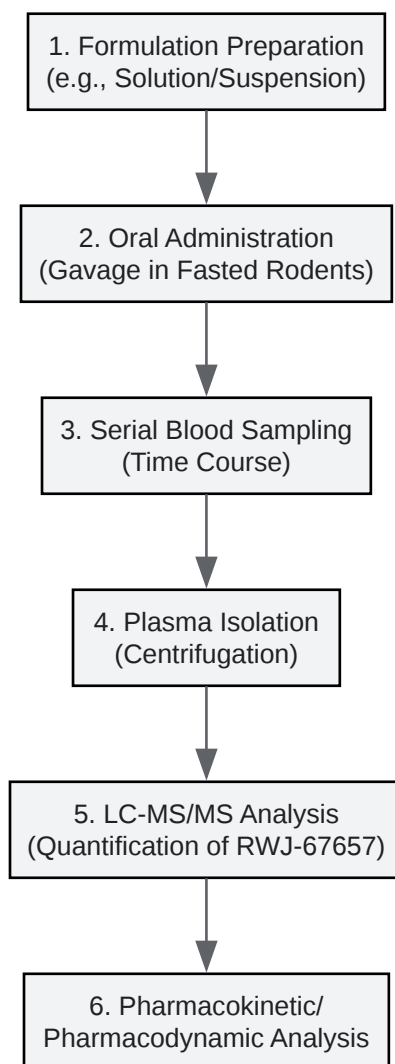 1. Formulation Preparation
(e.g., Solution/Suspension)
2. Oral Administration
(Gavage in Fasted Rodents)
3. Serial Blood Sampling
(Time Course)
4. Plasma Isolation
(Centrifugation)
5. LC-MS/MS Analysis
(Quantification of RWJ-67657)
6. Pharmacokinetic/
Pharmacodynamic Analysis